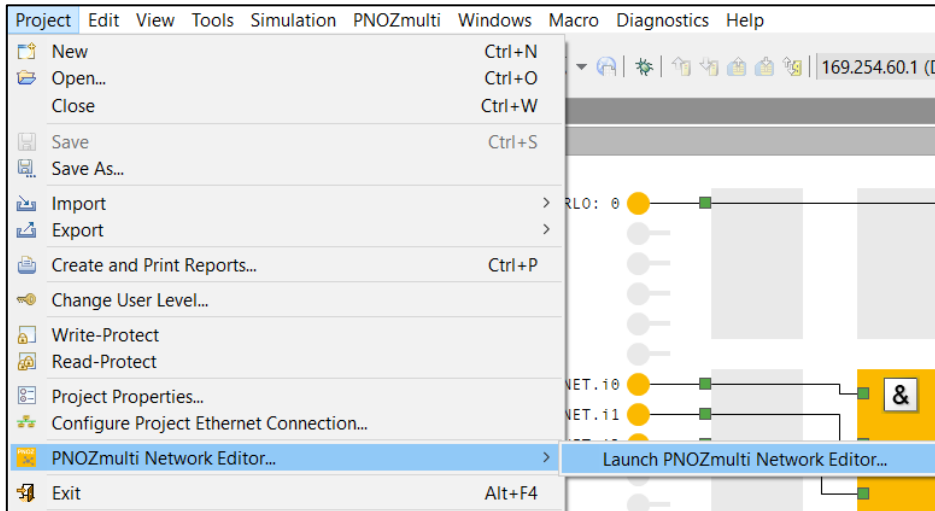 Project Edit View Tools Simulation PNOZmulti Windows Macro Diagnostics Help
New Ctrl+N
Open... Ctrl+O
169.254.60.1
Close Ctrl+W
Save Ctrl+S
Save As...
Import >
RLO: 0
Export >
Create and Print Reports... Ctrl+P
Change User Level...
Write-Protect
Read-Protect
NET.i0
&
Project Properties...
NET.i1
Configure Project Ethernet Connection...
PNOZmulti Network Editor... >
Launch PNOZmulti Network Editor...
Exit Alt+F4